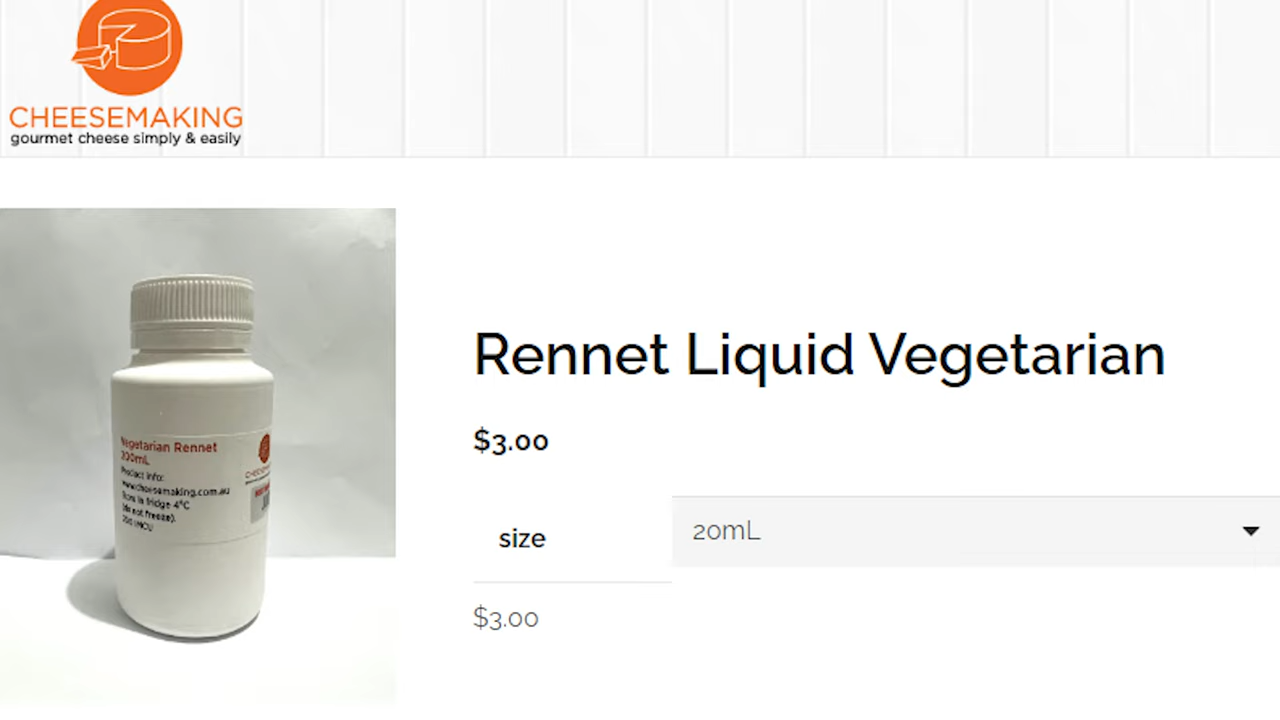 CHEESEMAKING
gourmet cheese simply & easily
Vegetarian Rennet
200mL
Product info:
www.cheesemaking.com.au
Store in fridge 4°C
(do not freeze).
IMCU
Rennet Liquid Vegetarian
$3.00
size
20mL
$3.00